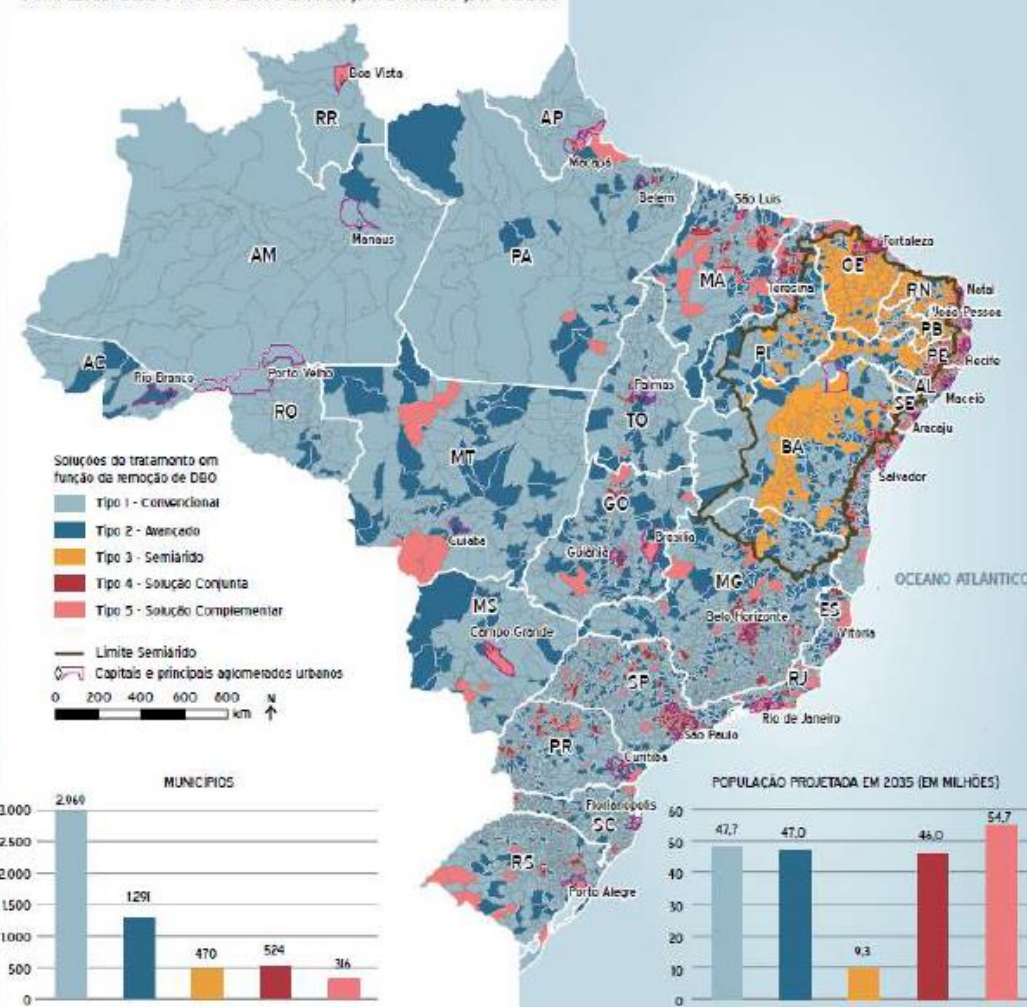 Boa Vista
RR
AP
Macapá
Belém
São Luís
Manaus
Fortaleza
AM
PA
MA
CE
Teresina
RN
Natal
João Pessoa
PB
PI
PE
Recife
AC
Rio Branco
Porto Velho
Palmas
AL
Maceió
SE
RO
TO
Aracaju
BA
MT
Salvador
Soluções de tratamento em
função da remoção de DBO
Tipo 1 - Convencional
Tipo 2 - Avançado
Tipo 3 - Semiárido
Tipo 4 - Solução Conjunta
Tipo 5 - Solução Complementar
Limite Semiárido
Capitais e principais aglomerados urbanos
0 200 400 600 800 km
N
GO
Cuiabá
Goiânia
Brasília
MG
OCEANO ATLÂNTICO
MS
Campo Grande
Belo Horizonte
ES
Vitória
SP
RJ
Rio de Janeiro
São Paulo
PR
Curitiba
Florianópolis
SC
RS
Porto Alegre
MUNICÍPIOS
3.000
2.500
2.000
1.500
1.000
500
0
2.969
1.291
470
524
316
POPULAÇÃO PROJETADA EM 2035 (EM MILHÕES)
60
50
40
30
20
10
0
47,7
47,0
9,3
46,0
54,7